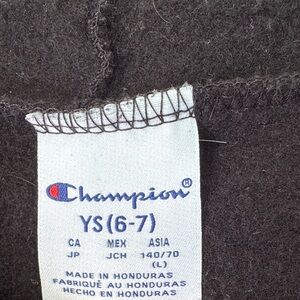 Champion®
YS (6-7)
CA MEX ASIA
JP JCH 140/70
(L)
MADE IN HONDURAS
FABRIQUÉ AU HONDURAS
HECHO EN HONDURAS